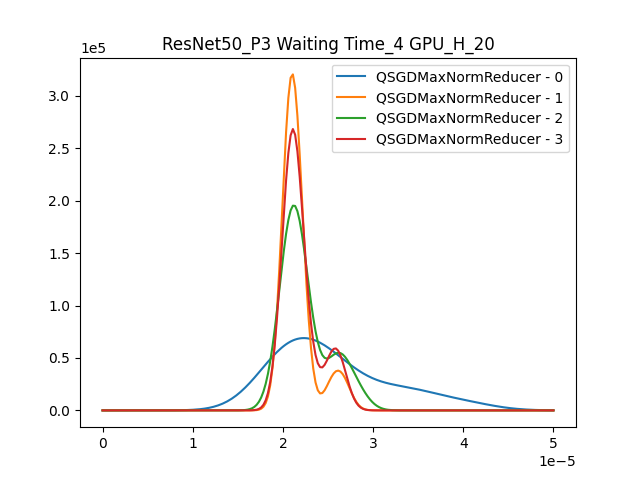 ResNet50_P3 Waiting Time_4 GPU_H_20
1e5
QSGDMaxNormReducer - 0
QSGDMaxNormReducer - 1
QSGDMaxNormReducer - 2
QSGDMaxNormReducer - 3
3.0
2.5
2.0
1.5
1.0
0.5
0.0
0 1 2 3 4 5
1e−5